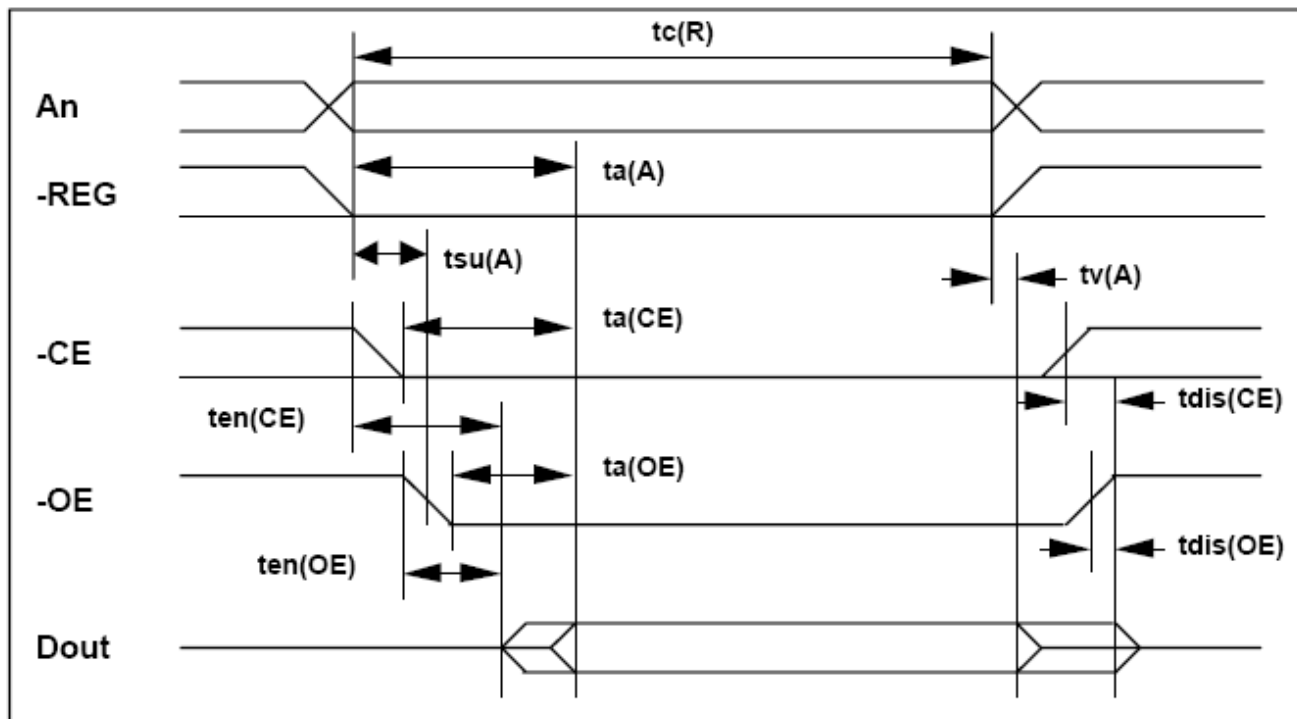 tc(R)
An
ta(A)
-REG
tsu(A)
tv(A)
ta(CE)
-CE
tdis(CE)
ten(CE)
ta(OE)
-OE
tdis(OE)
ten(OE)
Dout